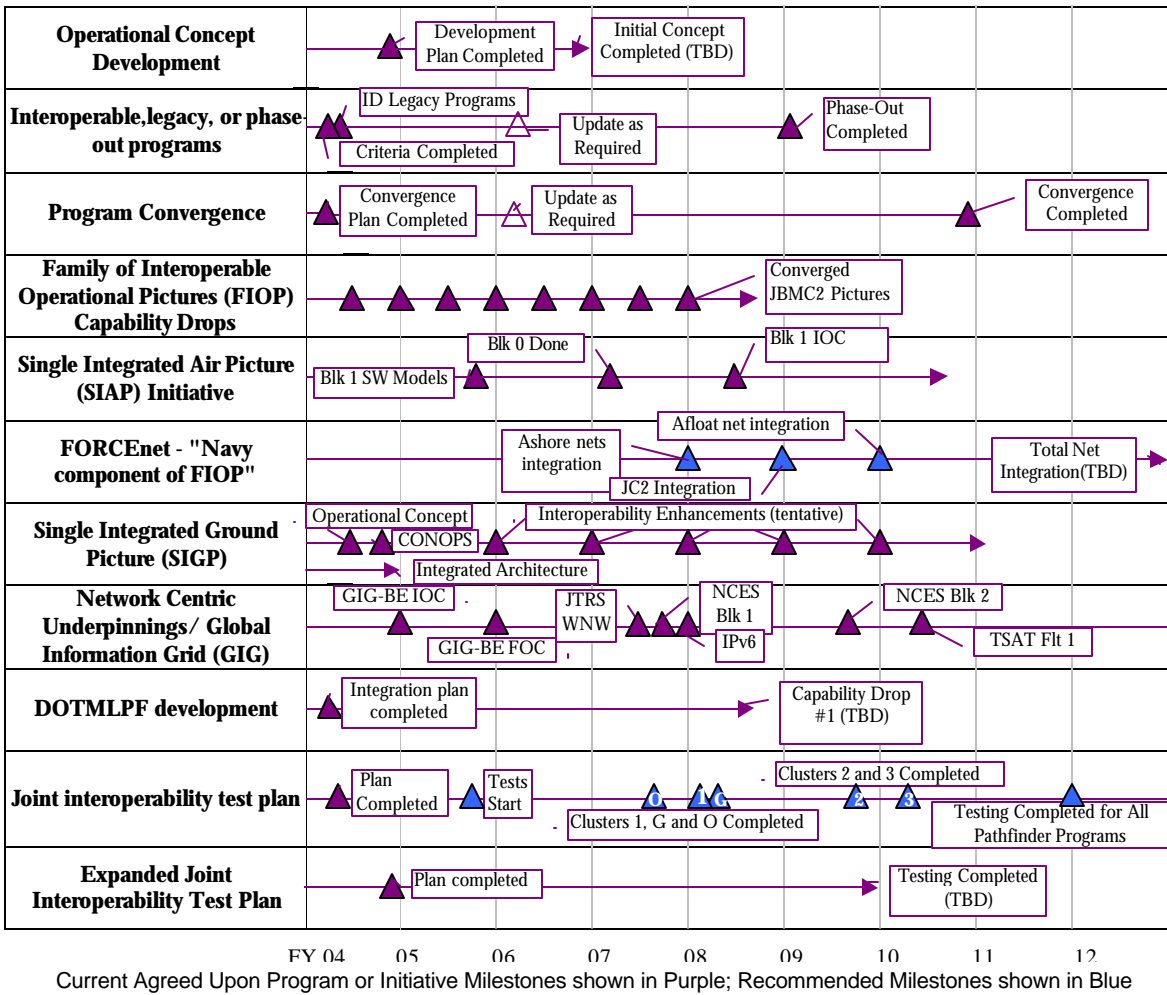 Operational Concept
Development
Development
Plan Completed
Initial Concept
Completed (TBD)
Interoperable,legacy, or phase-
out programs
ID Legacy Programs
Criteria Completed
Update as
Required
Phase-Out
Completed
Program Convergence
Convergence
Plan Completed
Update as
Required
Convergence
Completed
Family of Interoperable
Operational Pictures (FIOP)
Capability Drops
Converged
JBMC2 Pictures
Single Integrated Air Picture
(SIAP) Initiative
Blk 1 SW Models
Blk 0 Done
Blk 1 IOC
FORCEnet - "Navy
component of FIOP"
Ashore nets
integration
Afloat net integration
JC2 Integration
Total Net
Integration(TBD)
Single Integrated Ground
Picture (SIGP)
Operational Concept
CONOPS
Integrated Architecture
Interoperability Enhancements (tentative)
Network Centric
Underpinnings/ Global
Information Grid (GIG)
GIG-BE IOC
GIG-BE FOC
JTRS
WNW
NCES
Blk 1
IPv6
NCES Blk 2
TSAT Flt 1
DOTMLPF development
Integration plan
completed
Capability Drop
#1 (TBD)
Joint interoperability test plan
Plan
Completed
Tests
Start
O 1 G 2 3
Clusters 1, G and O Completed
Clusters 2 and 3 Completed
Testing Completed for All
Pathfinder Programs
Expanded Joint
Interoperability Test Plan
Plan completed
Testing Completed
(TBD)
FY 04 05 06 07 08 09 10 11 12
Current Agreed Upon Program or Initiative Milestones shown in Purple; Recommended Milestones shown in Blue